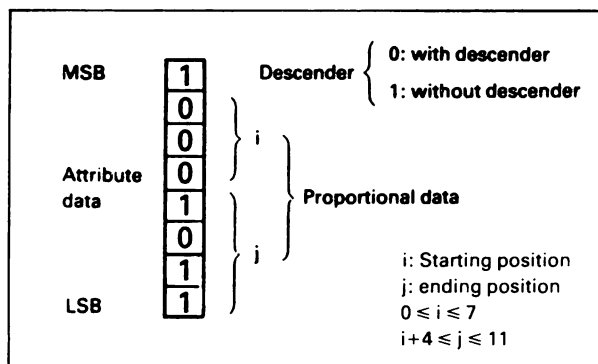 MSB
1
Descender
0: with descender
1: without descender
0
i
0
Attribute data
0
Proportional data
1
0
j
1
LSB
1
i: Starting position
j: ending position
0 ≤ i ≤ 7
i+4 ≤ j ≤ 11